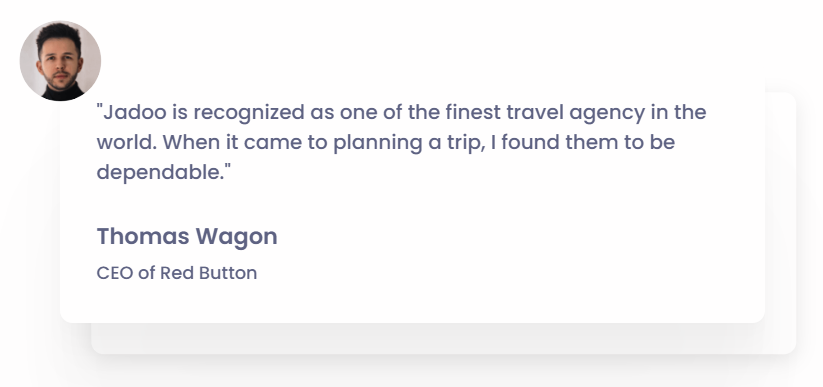 "Jadoo is recognized as one of the finest travel agency in the
world. When it came to planning a trip, I found them to be
dependable."
Thomas Wagon
CEO of Red Button